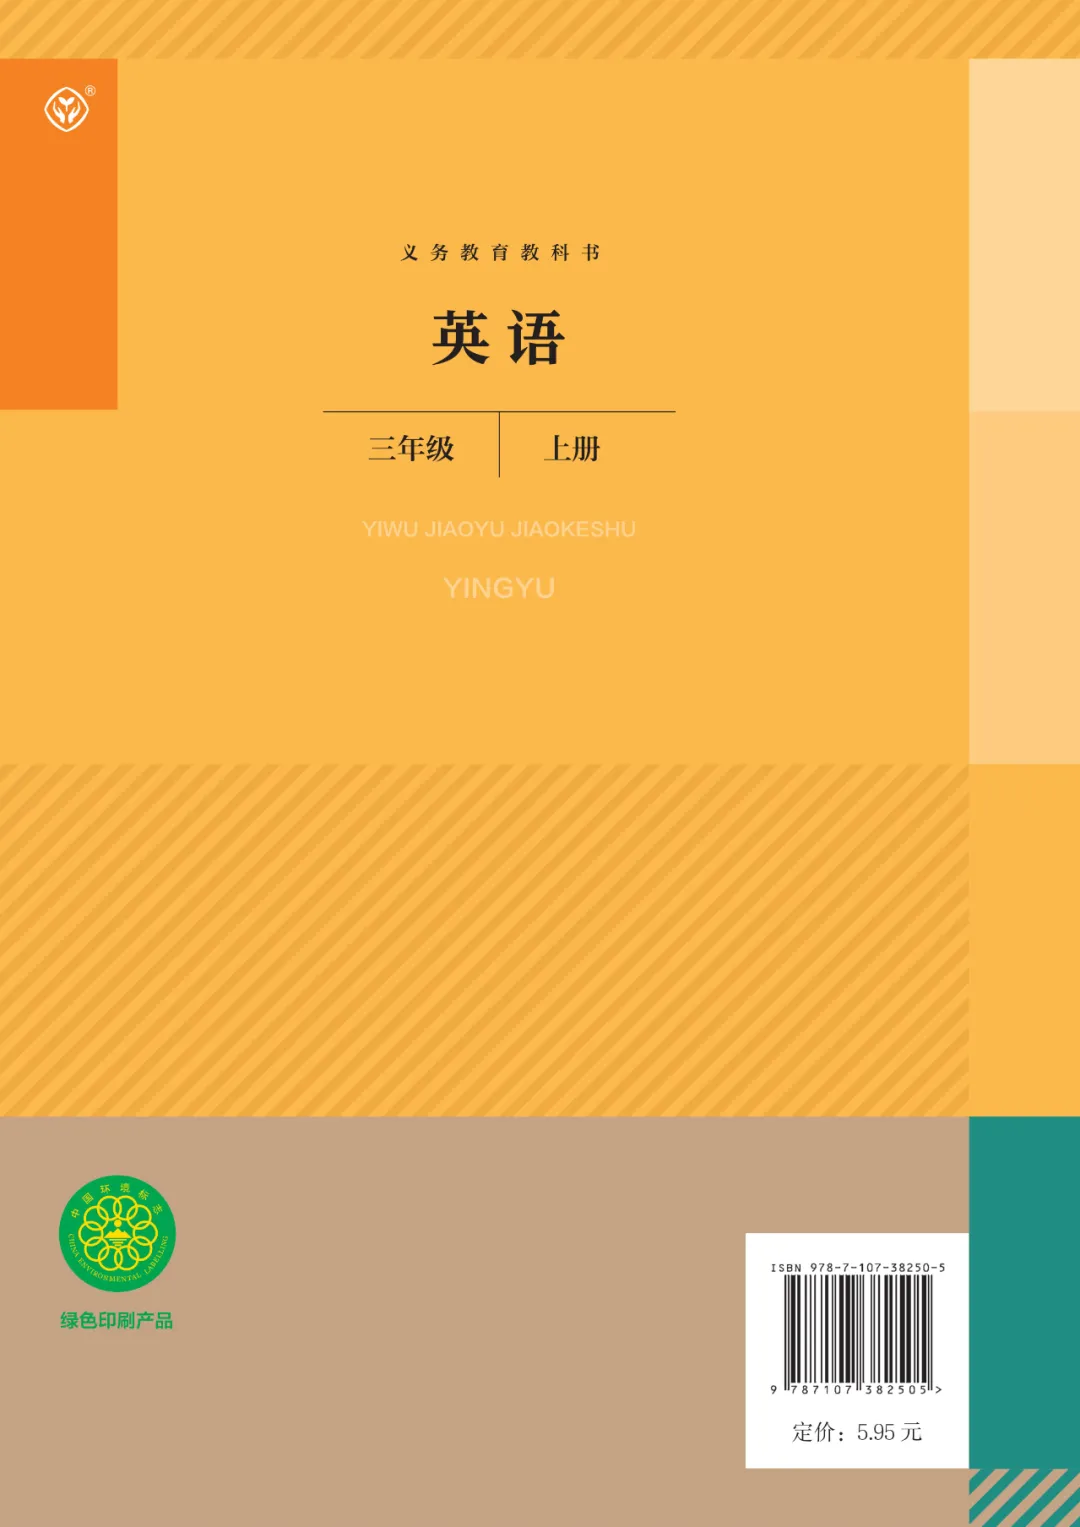 ®
义务教育教科书
英语
三年级 上册
YIWU JIAOYU JIAOKESHU
YINGYU
中国环境标志
CHINA ENVIRONMENTAL LABELLING
绿色印刷产品
ISBN 978-7-107-38250-5
9 787107 382505 >
定价：5.95 元